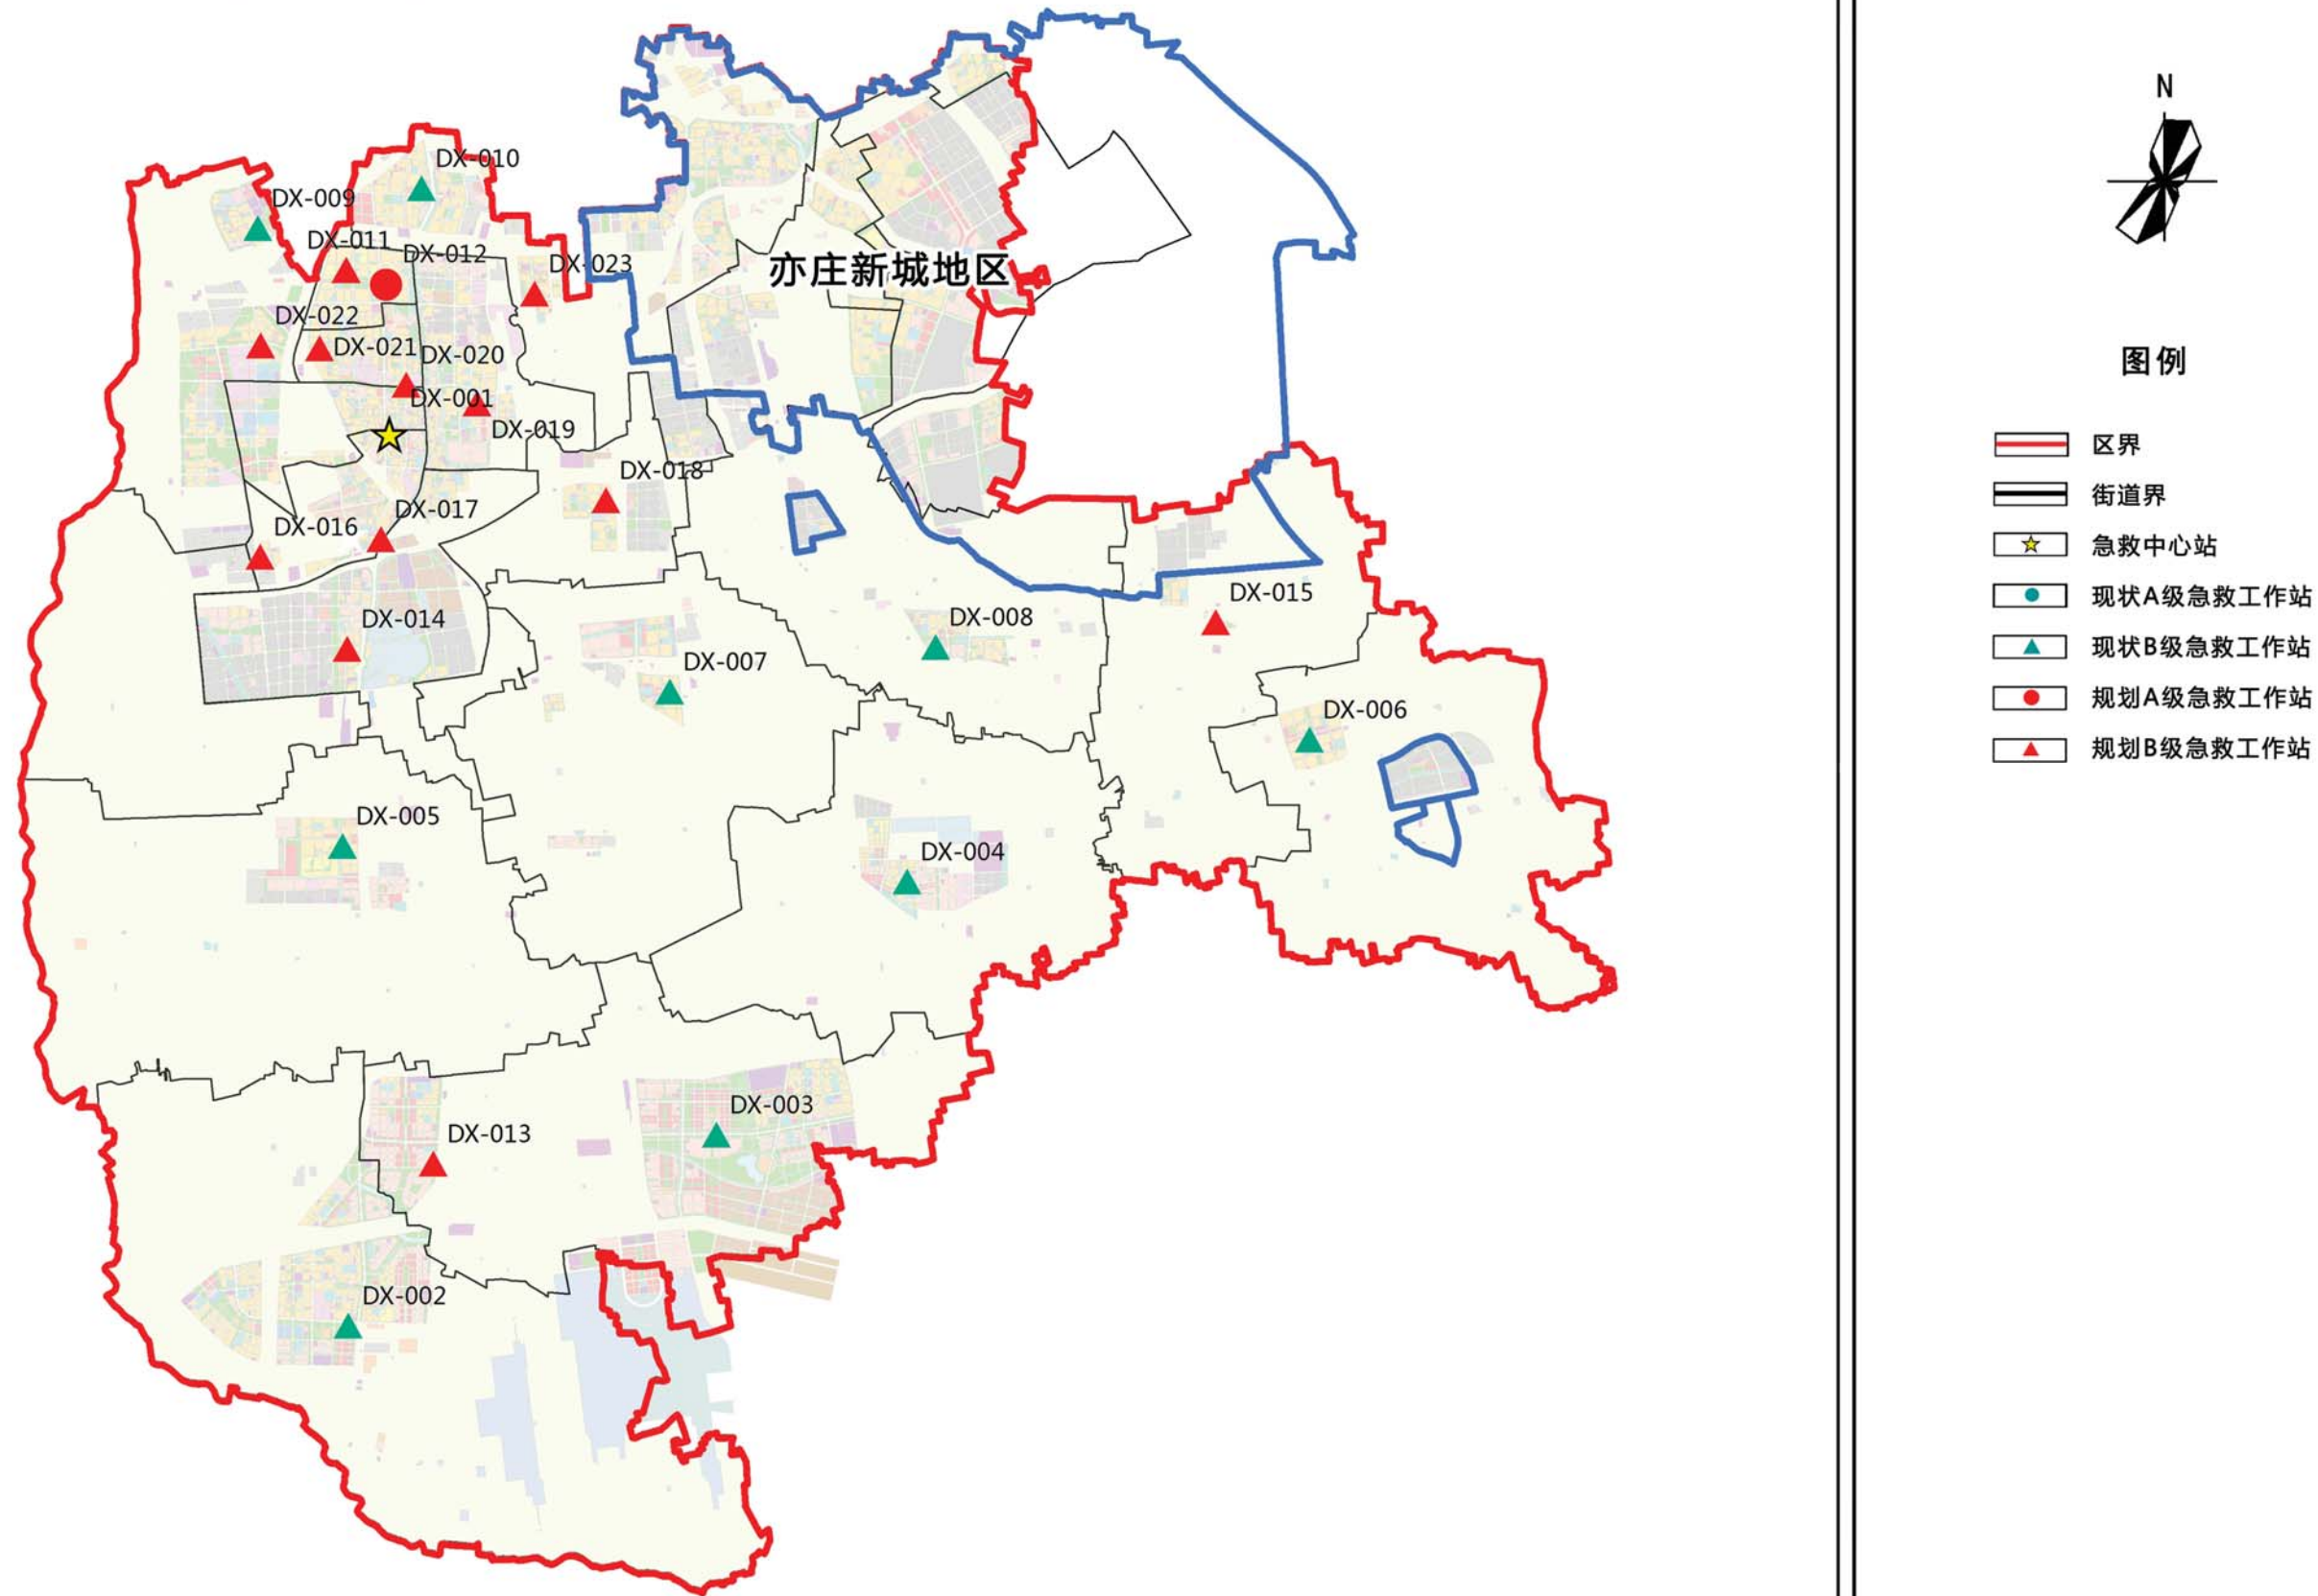 DX-010
DX-009
DX-011
DX-012
DX-023
亦庄新城地区
DX-022
DX-021
DX-020
DX-001
DX-019
DX-018
DX-017
DX-016
DX-015
DX-014
DX-008
DX-007
DX-006
DX-005
DX-004
DX-003
DX-013
DX-002
N
图例
区界
街道界
急救中心站
现状A级急救工作站
现状B级急救工作站
规划A级急救工作站
规划B级急救工作站